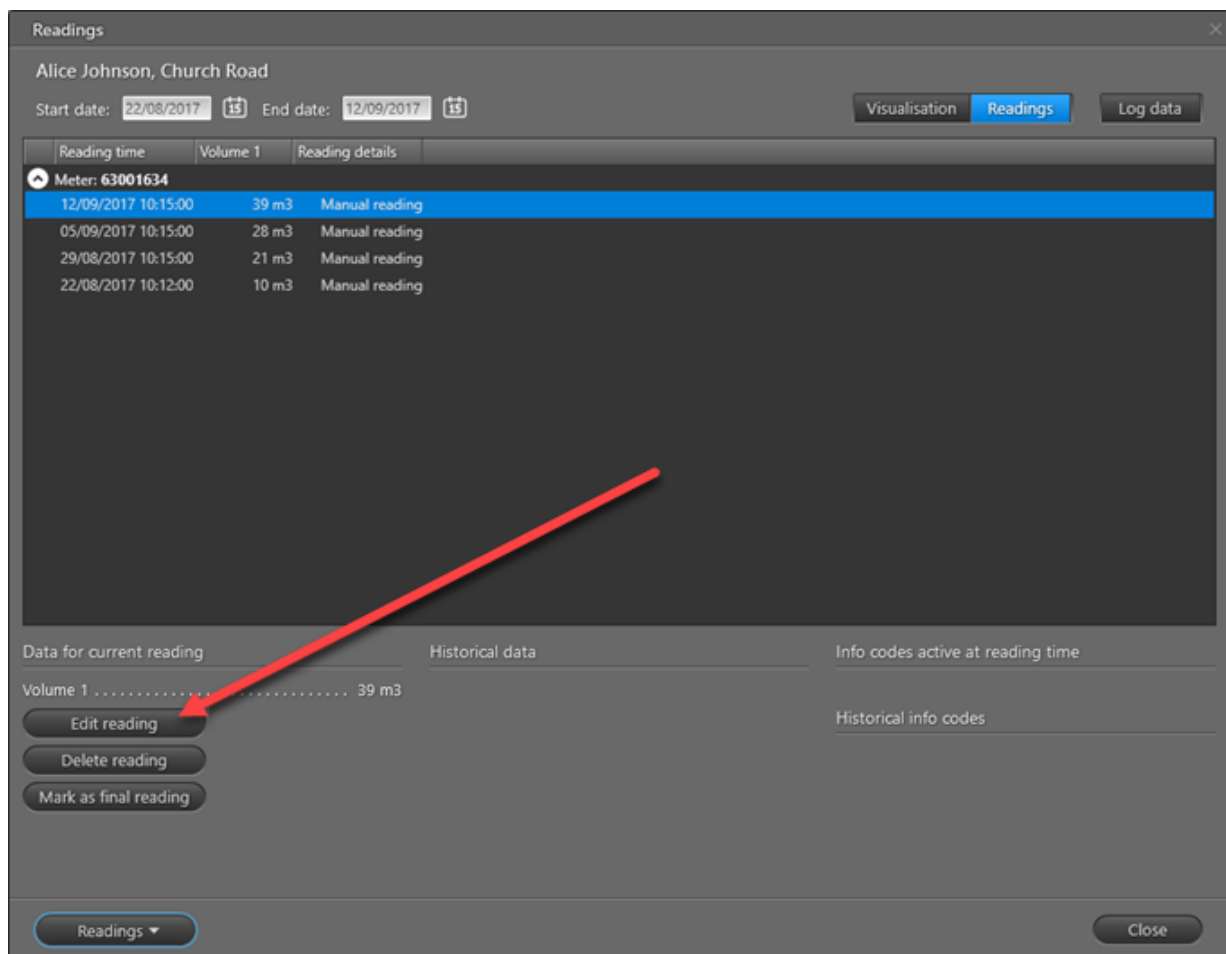 Readings
Alice Johnson, Church Road
Start date: 22/08/2017 15 End date: 12/09/2017 15 Visualisation Readings Log data
Reading time Volume 1 Reading details
Meter: 63001634
12/09/2017 10:15:00 39 m3 Manual reading
05/09/2017 10:15:00 28 m3 Manual reading
29/08/2017 10:15:00 21 m3 Manual reading
22/08/2017 10:12:00 10 m3 Manual reading
Data for current reading Historical data Info codes active at reading time
Volume 1 . . . . . . . . . . . . . . . . . . . . . . . . . . . . . . 39 m3
Edit reading Historical info codes
Delete reading
Mark as final reading
Readings Close